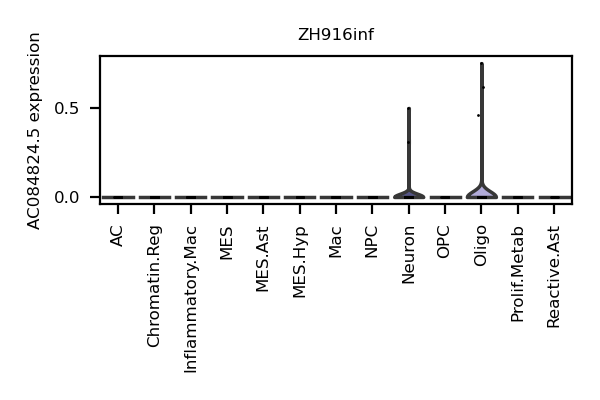 ZH916inf
AC084824.5 expression
0.5
0.0
AC
Chromatin.Reg
Inflammatory.Mac
MES
MES.Ast
MES.Hyp
Mac
NPC
Neuron
OPC
Oligo
Prolif.Metab
Reactive.Ast